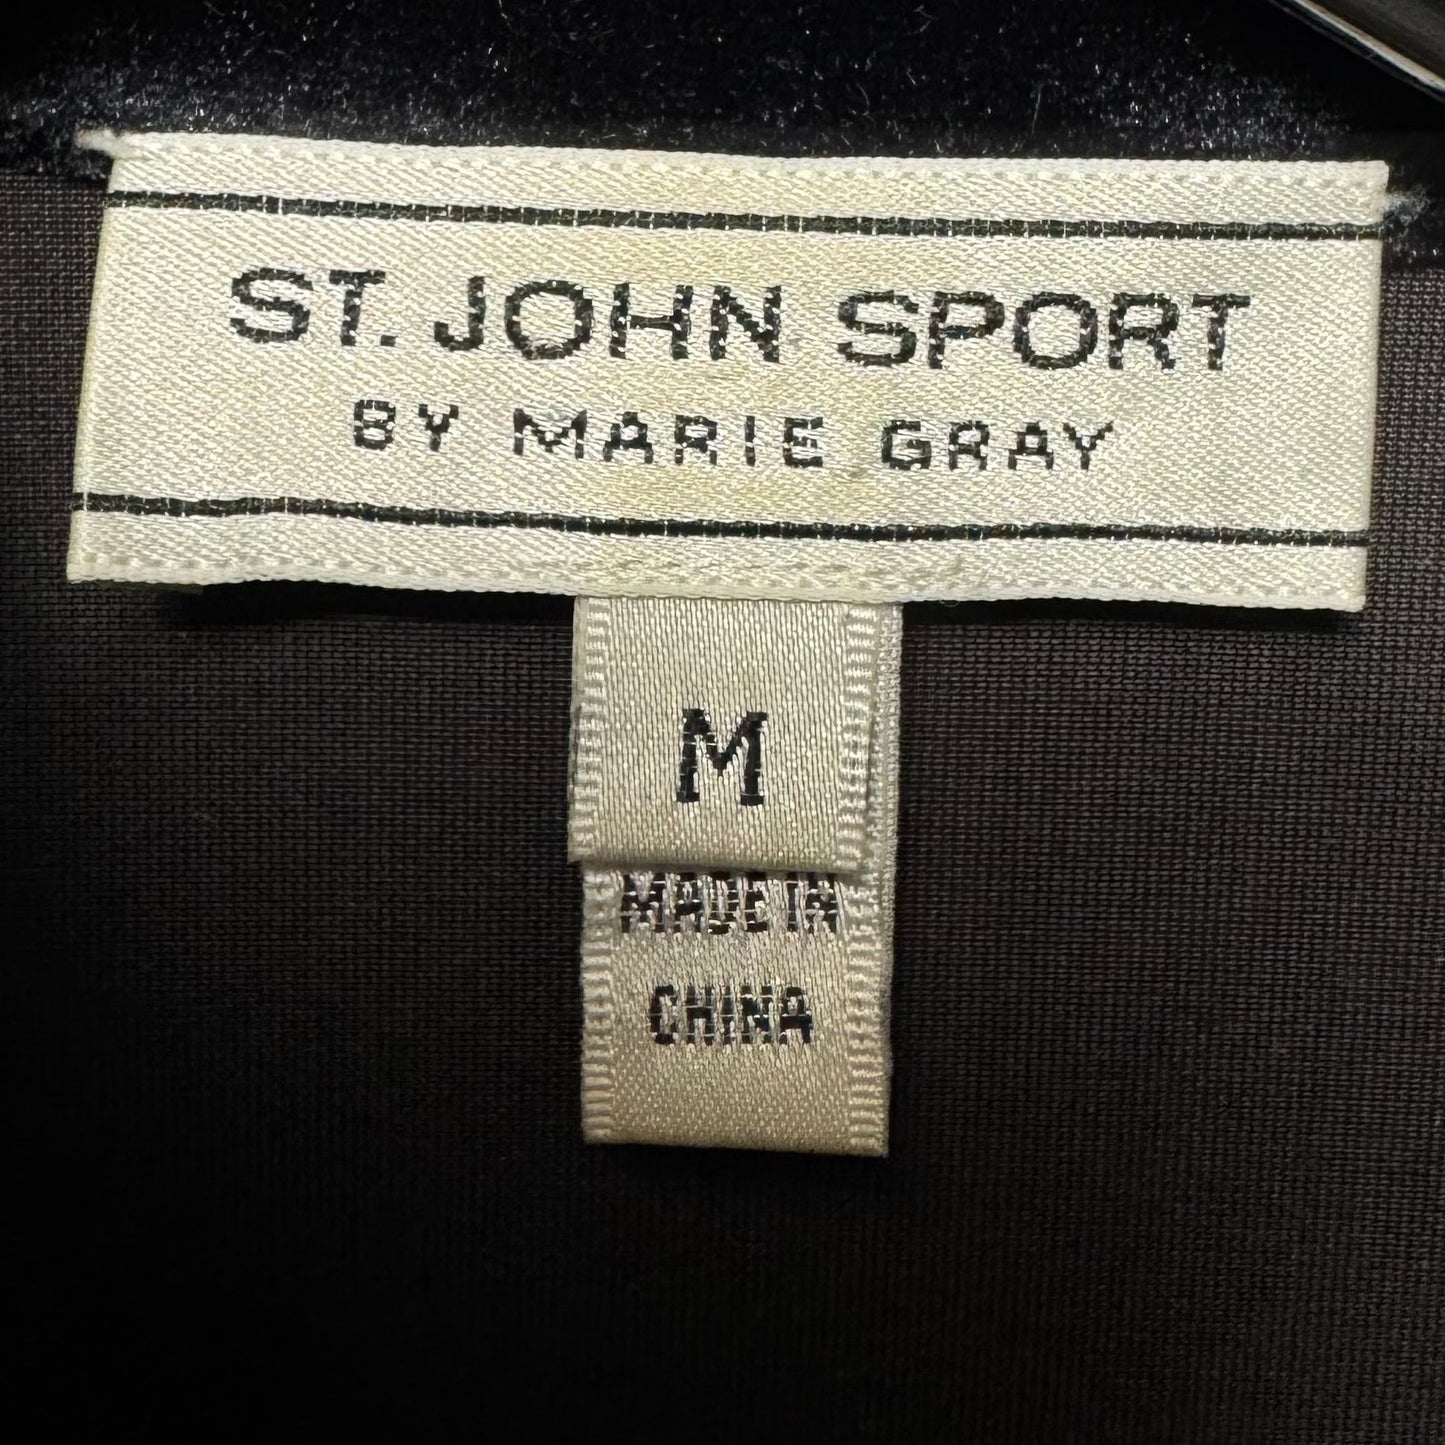 ST. JOHN SPORT
BY MARIE GRAY
M
MADE IN
CHINA